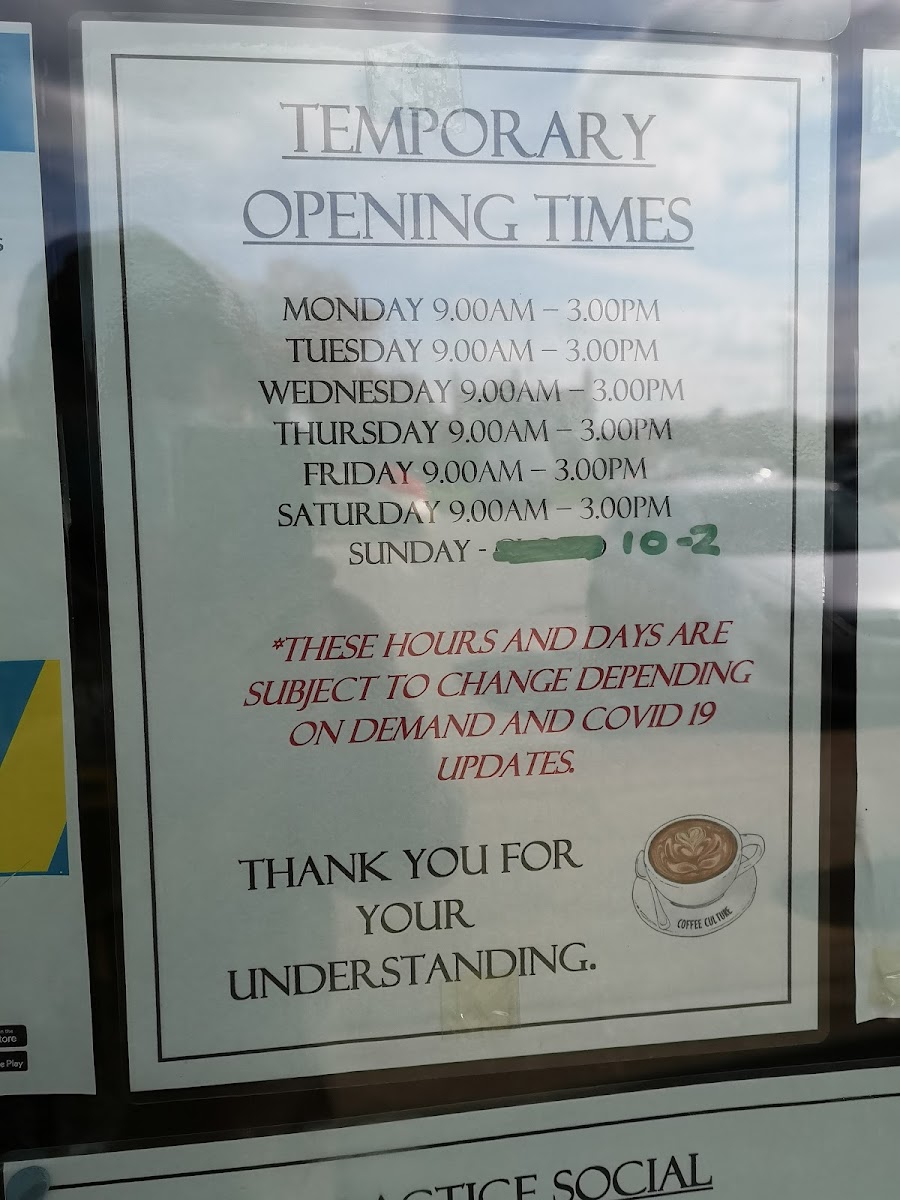 TEMPORARY
OPENING TIMES
MONDAY 9.00AM – 3.00PM
TUESDAY 9.00AM – 3.00PM
WEDNESDAY 9.00AM – 3.00PM
THURSDAY 9.00AM – 3.00PM
FRIDAY 9.00AM – 3.00PM
SATURDAY 9.00AM – 3.00PM
SUNDAY - 10-2
*THESE HOURS AND DAYS ARE
SUBJECT TO CHANGE DEPENDING
ON DEMAND AND COVID 19
UPDATES.
THANK YOU FOR
YOUR
UNDERSTANDING.
COFFEE CULTURE
Play
SOCIAL